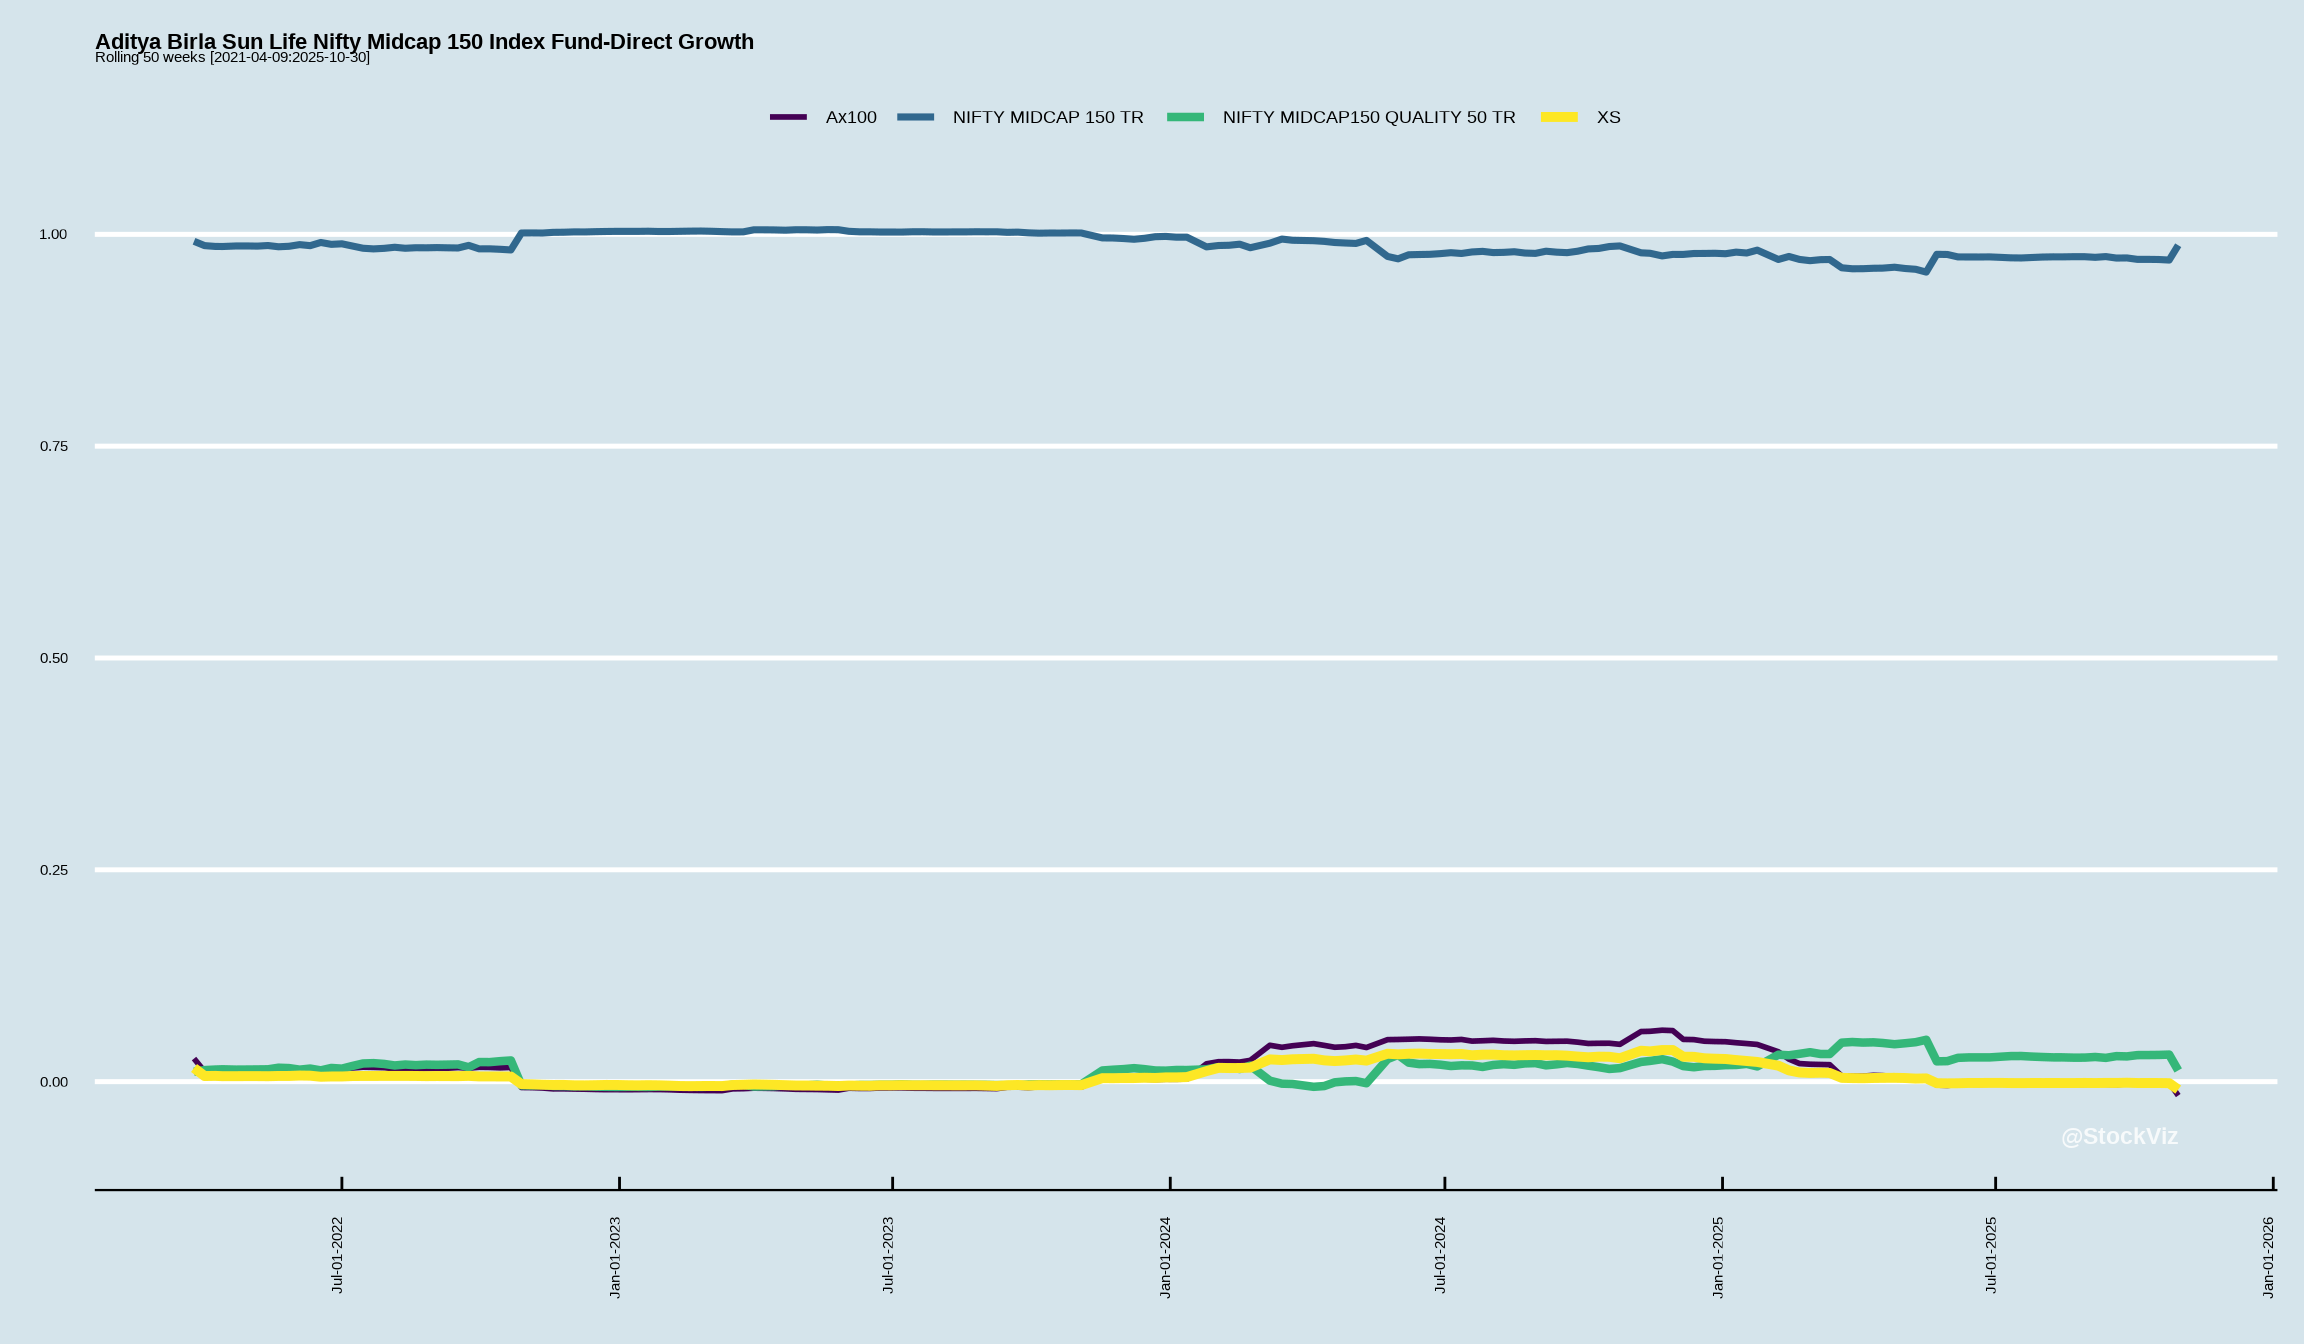 Aditya Birla Sun Life Nifty Midcap 150 Index Fund-Direct Growth
Rolling 50 weeks [2021-04-09:2025-10-30]
Ax100 NIFTY MIDCAP 150 TR NIFTY MIDCAP150 QUALITY 50 TR XS
1.00
0.75
0.50
0.25
0.00
@StockViz
Jul-01-2022
Jan-01-2023
Jul-01-2023
Jan-01-2024
Jul-01-2024
Jan-01-2025
Jul-01-2025
Jan-01-2026